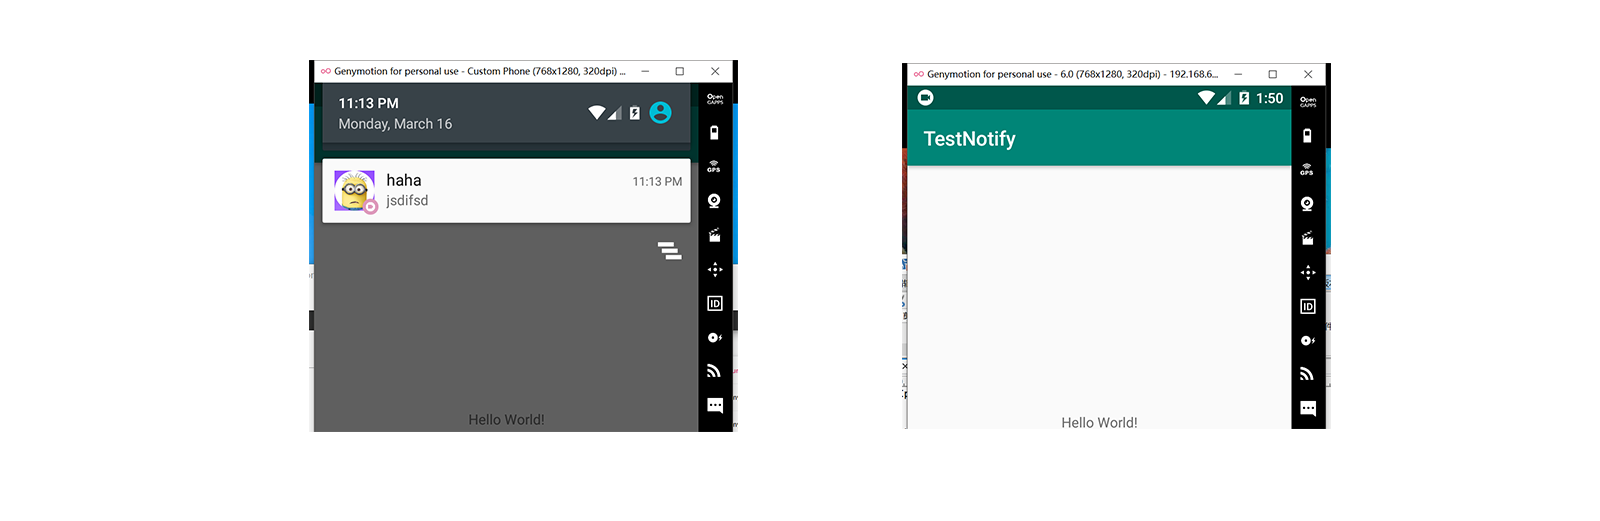 Genymotion for personal use - Custom Phone (768x1280, 320dpi) ...
11:13 PM
Monday, March 16
haha
11:13 PM
jsdifsd
Hello World!
Open
GAPPS
GPS
ID
Genymotion for personal use - 6.0 (768x1280, 320dpi) - 192.168.6...
1:50
TestNotify
Hello World!
Open
GAPPS
GPS
ID